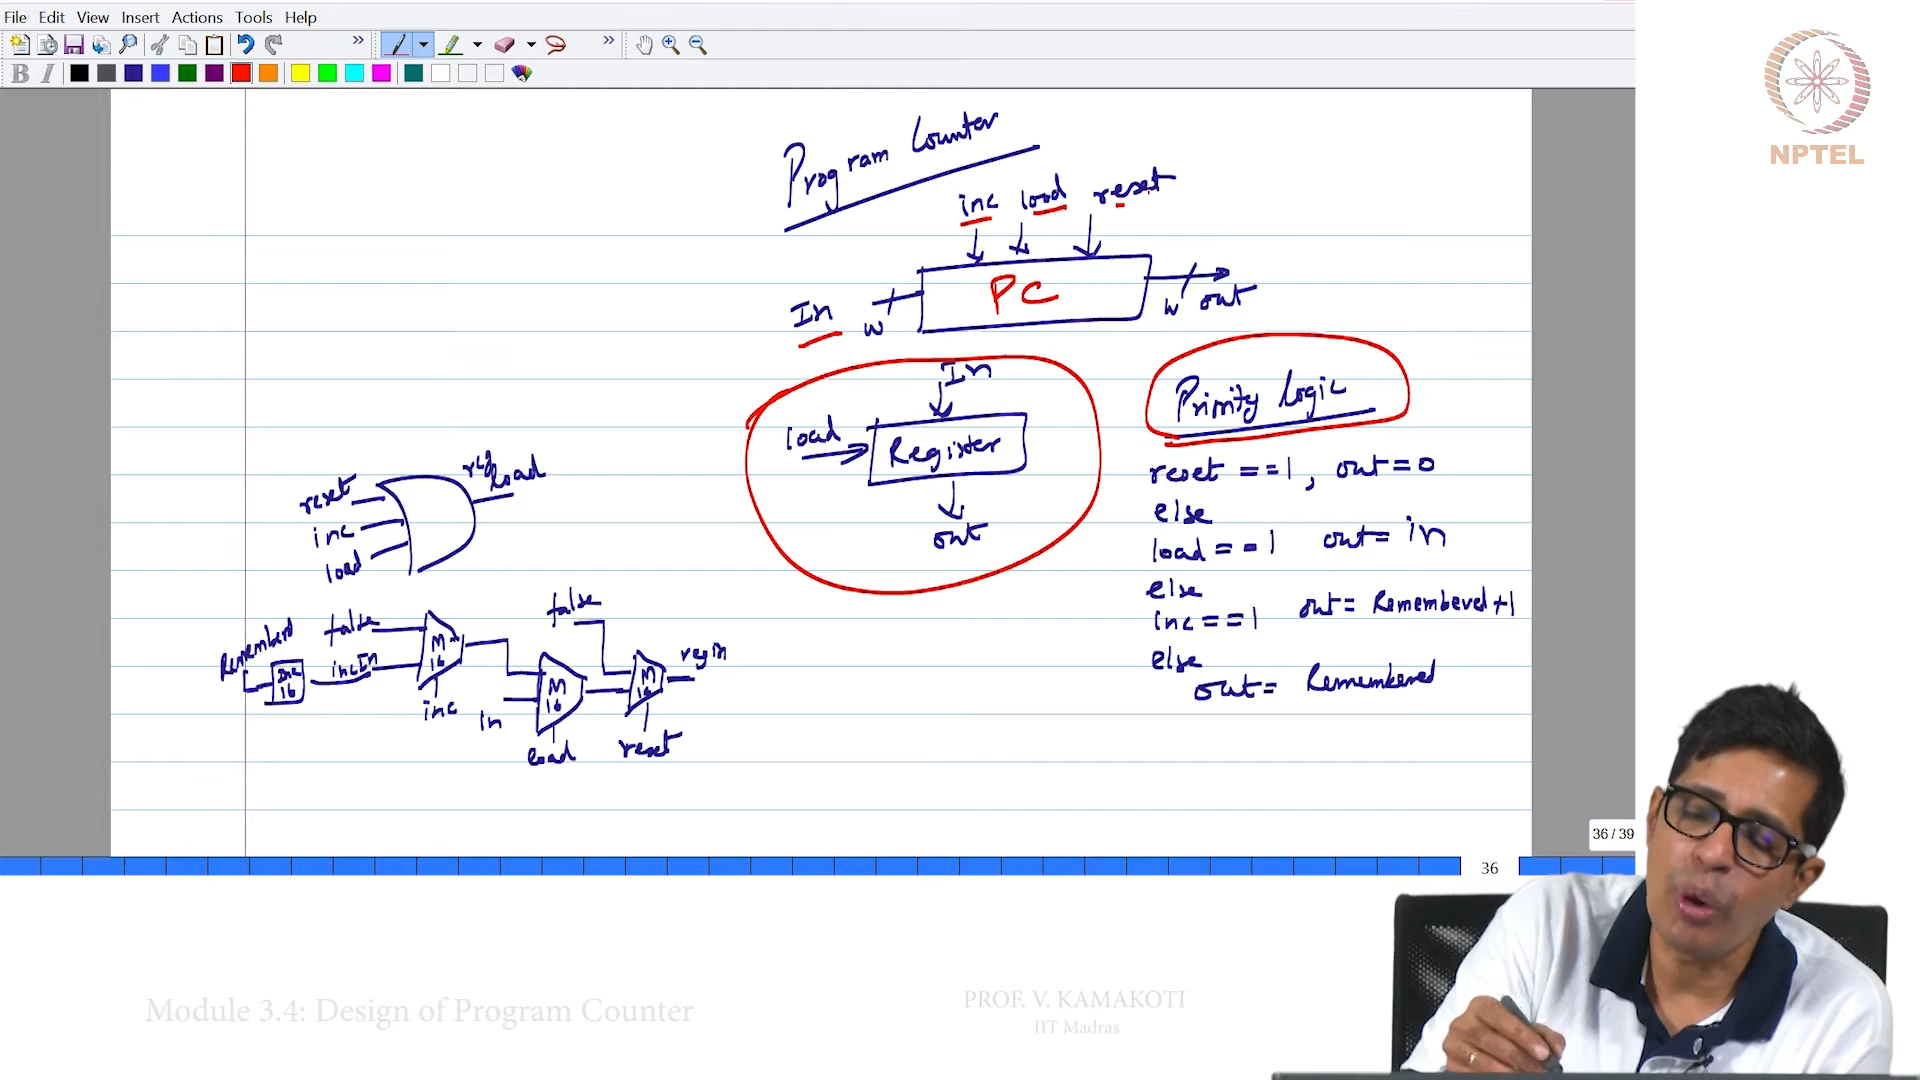 File Edit View Insert Actions Tools Help
B I
NPTEL
Program Counter
inc load reset
PC
In w
w out
In
load
Register
out
Priority Logic
reset == 1, out = 0
else
load == 1 out = in
else
inc == 1 out = Remembered + 1
else
out = Remembered
reset
inc
load
reg load
Remembered
Inc 16
false
incIn
M 16
inc
in
M 16
load
false
M 16
reset
regin
36 / 39
36
Module 3.4: Design of Program Counter
PROF. V. KAMAKOTI
IIT Madras